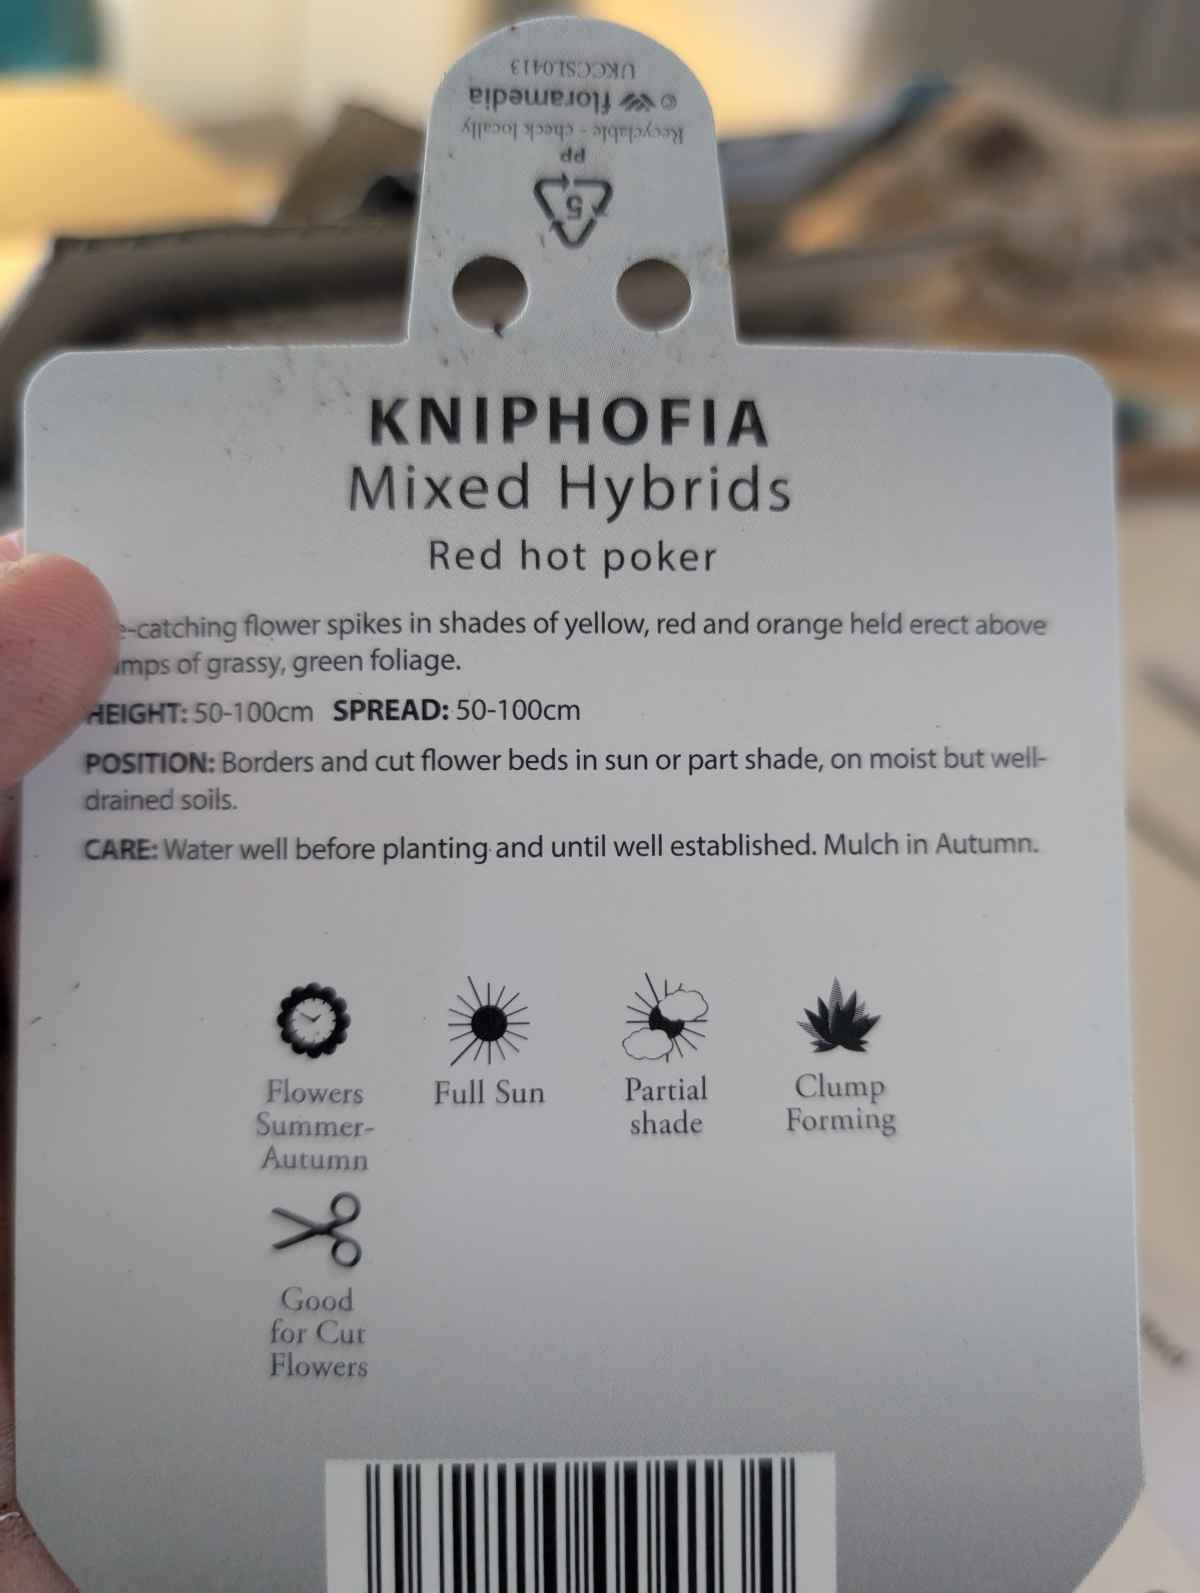 UKCCSL0413
© floramedia
Recyclable - check locally
PP
5
KNIPHOFIA
Mixed Hybrids
Red hot poker
e-catching flower spikes in shades of yellow, red and orange held erect above
mps of grassy, green foliage.
HEIGHT: 50-100cm SPREAD: 50-100cm
POSITION: Borders and cut flower beds in sun or part shade, on moist but well-
drained soils.
CARE: Water well before planting and until well established. Mulch in Autumn.
Flowers
Summer-
Autumn
Full Sun
Partial
shade
Clump
Forming
Good
for Cut
Flowers